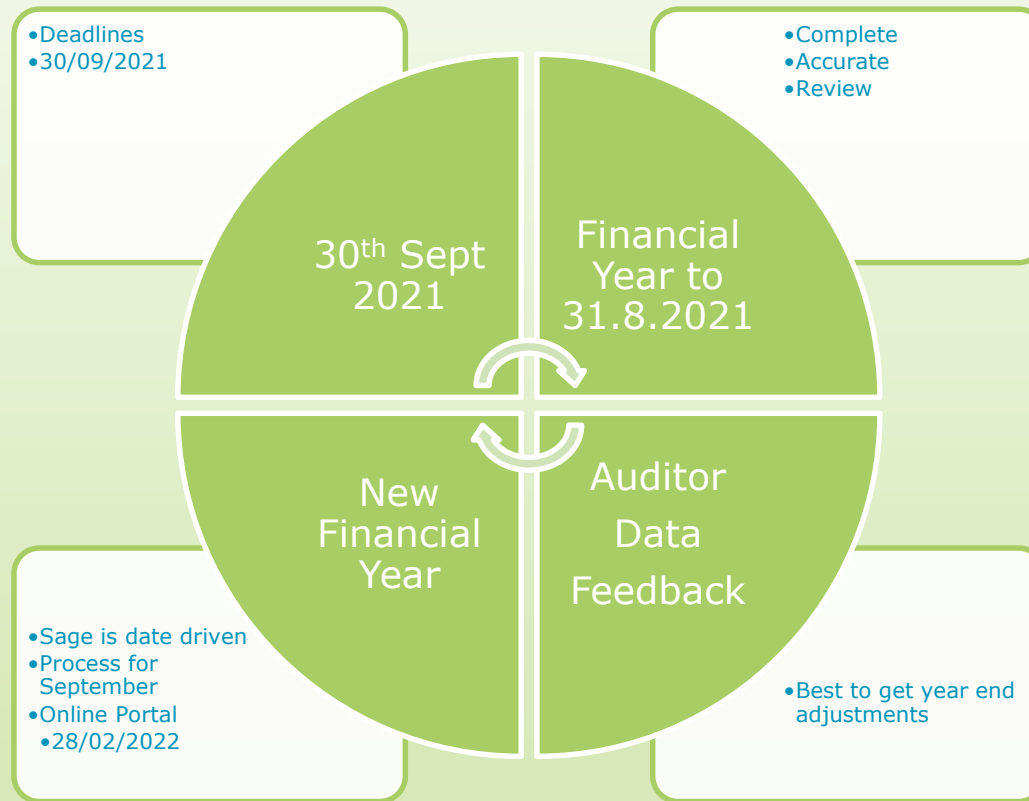 •Deadlines
•30/09/2021
•Complete
•Accurate
•Review
30th Sept
2021
Financial
Year to
31.8.2021
New
Financial
Year
Auditor
Data
Feedback
•Sage is date driven
•Process for
September
•Online Portal
•28/02/2022
•Best to get year end
adjustments